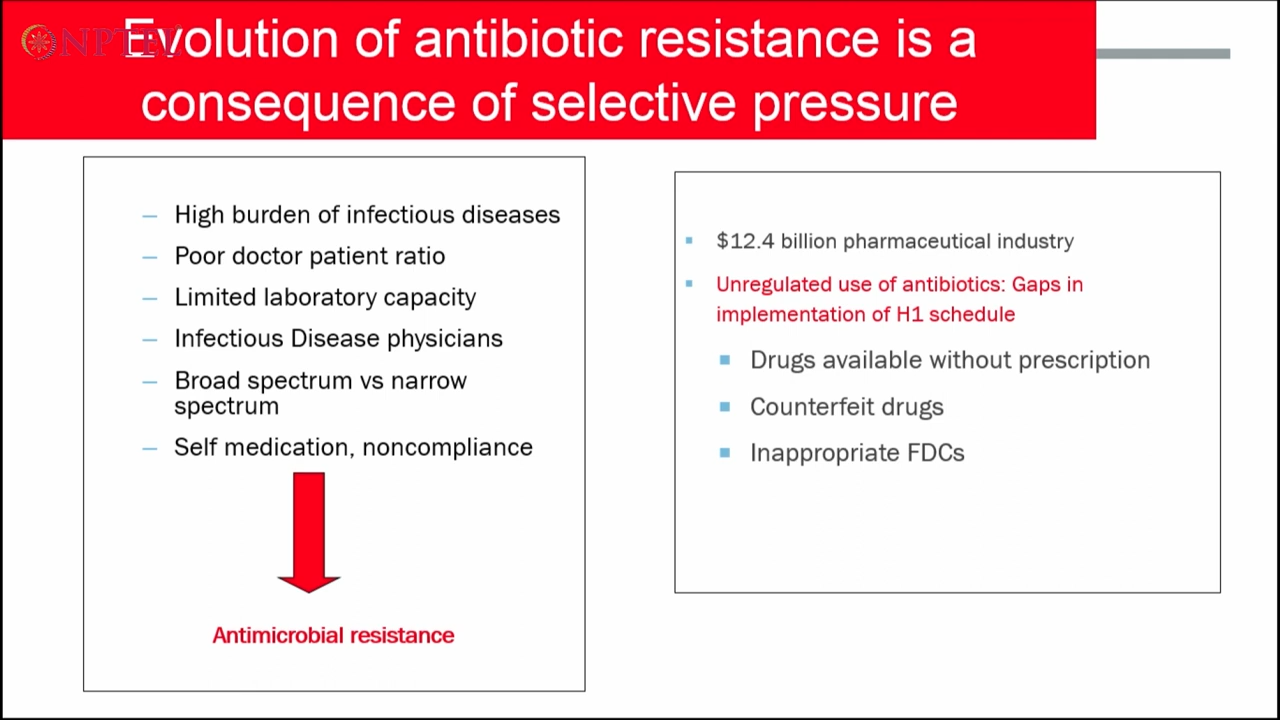 NPTEL
Evolution of antibiotic resistance is a
consequence of selective pressure
– High burden of infectious diseases
– Poor doctor patient ratio
– Limited laboratory capacity
– Infectious Disease physicians
– Broad spectrum vs narrow
spectrum
– Self medication, noncompliance
Antimicrobial resistance
▪ $12.4 billion pharmaceutical industry
▪ Unregulated use of antibiotics: Gaps in
implementation of H1 schedule
▪ Drugs available without prescription
▪ Counterfeit drugs
▪ Inappropriate FDCs